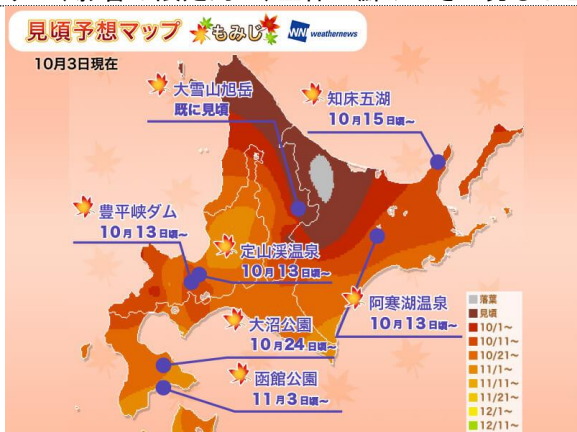 見頃予想マップ もみじ WNI weathernews
10月3日現在
大雪山旭岳
既に見頃
知床五湖
10月15日頃〜
豊平峡ダム
10月13日頃〜
定山渓温泉
10月13日頃〜
阿寒湖温泉
10月13日頃〜
大沼公園
10月24日頃〜
函館公園
11月3日頃〜
落葉
見頃
10/1〜
10/11〜
10/21〜
11/1〜
11/11〜
11/21〜
12/1〜
12/11〜